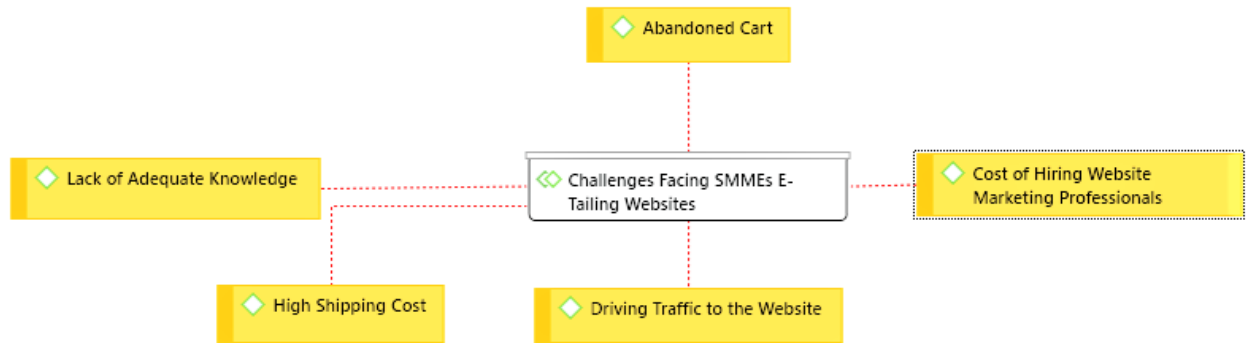 Abandoned Cart
Lack of Adequate Knowledge
Challenges Facing SMMEs E-
Tailing Websites
Cost of Hiring Website
Marketing Professionals
High Shipping Cost
Driving Traffic to the Website